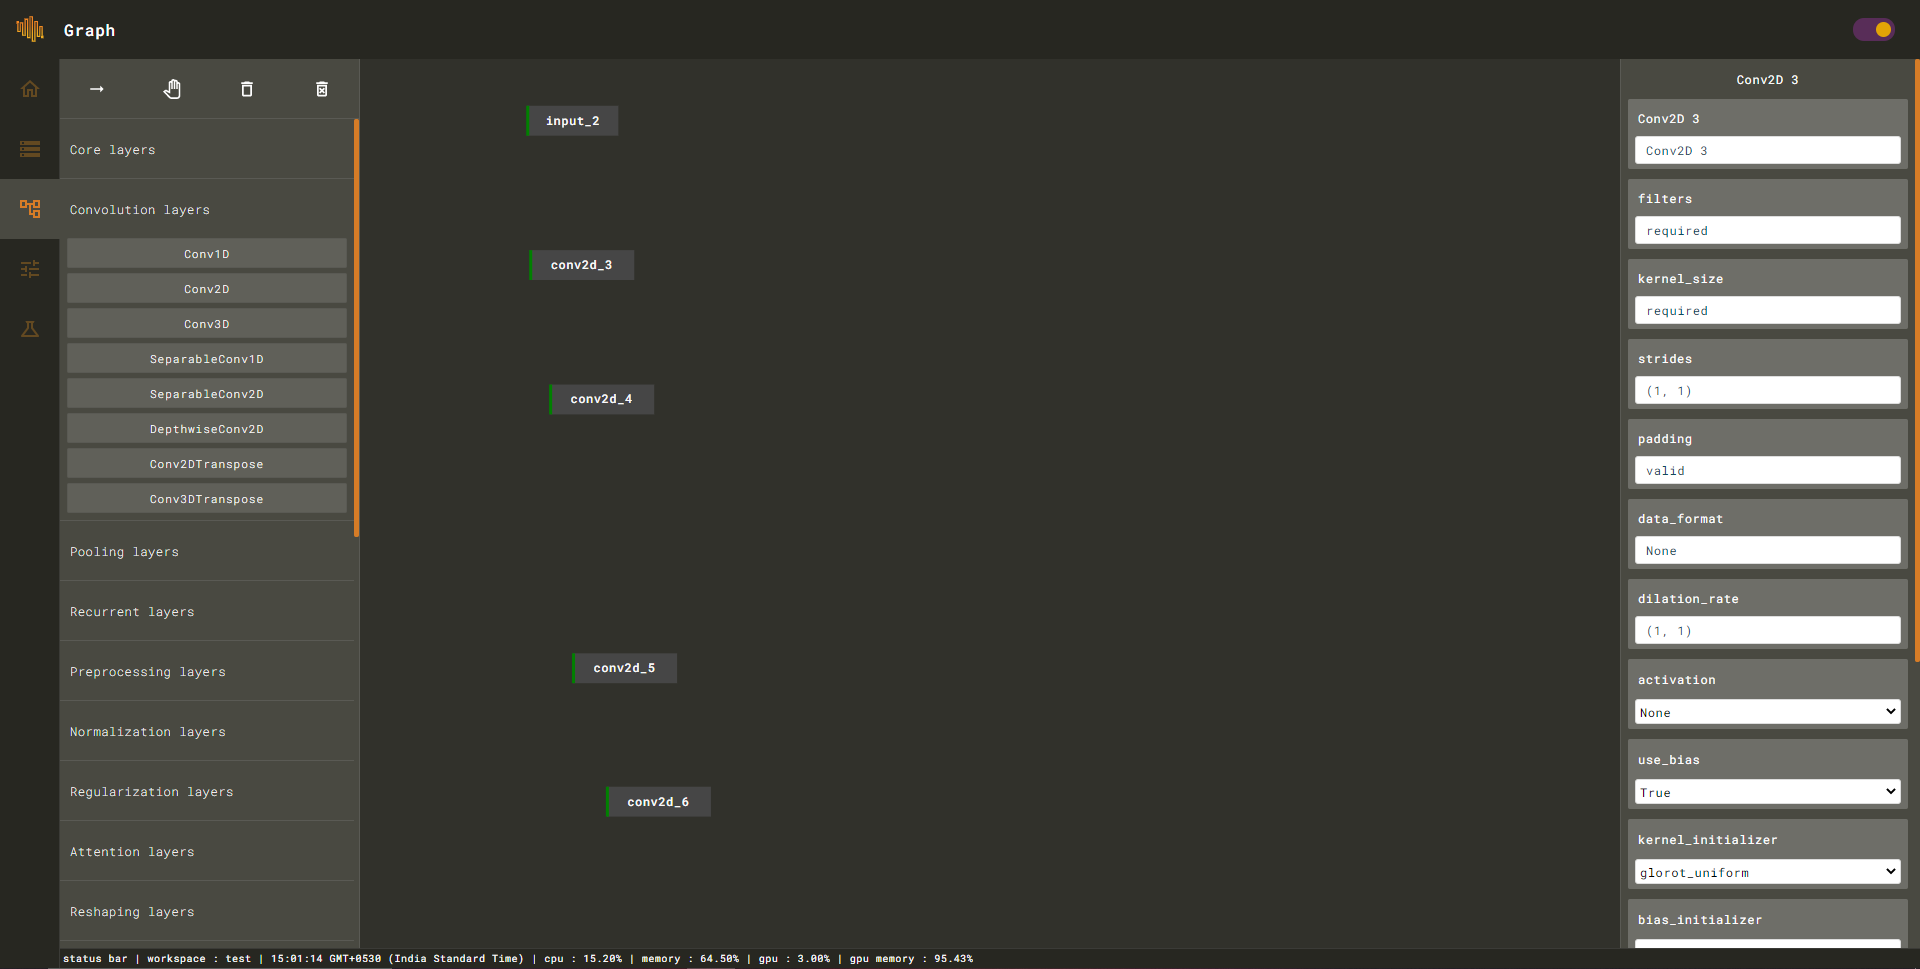 Graph
Core layers
Convolution layers
Conv1D
Conv2D
Conv3D
SeparableConv1D
SeparableConv2D
DepthwiseConv2D
Conv2DTranspose
Conv3DTranspose
Pooling layers
Recurrent layers
Preprocessing layers
Normalization layers
Regularization layers
Attention layers
Reshaping layers
input_2
conv2d_3
conv2d_4
conv2d_5
conv2d_6
Conv2D 3
Conv2D 3
Conv2D 3
filters
required
kernel_size
required
strides
(1, 1)
padding
valid
data_format
None
dilation_rate
(1, 1)
activation
None
use_bias
True
kernel_initializer
glorot_uniform
bias_initializer
status bar | workspace : test | 15:01:14 GMT+0530 (India Standard Time) | cpu : 15.20% | memory : 64.50% | gpu : 3.00% | gpu memory : 95.43%